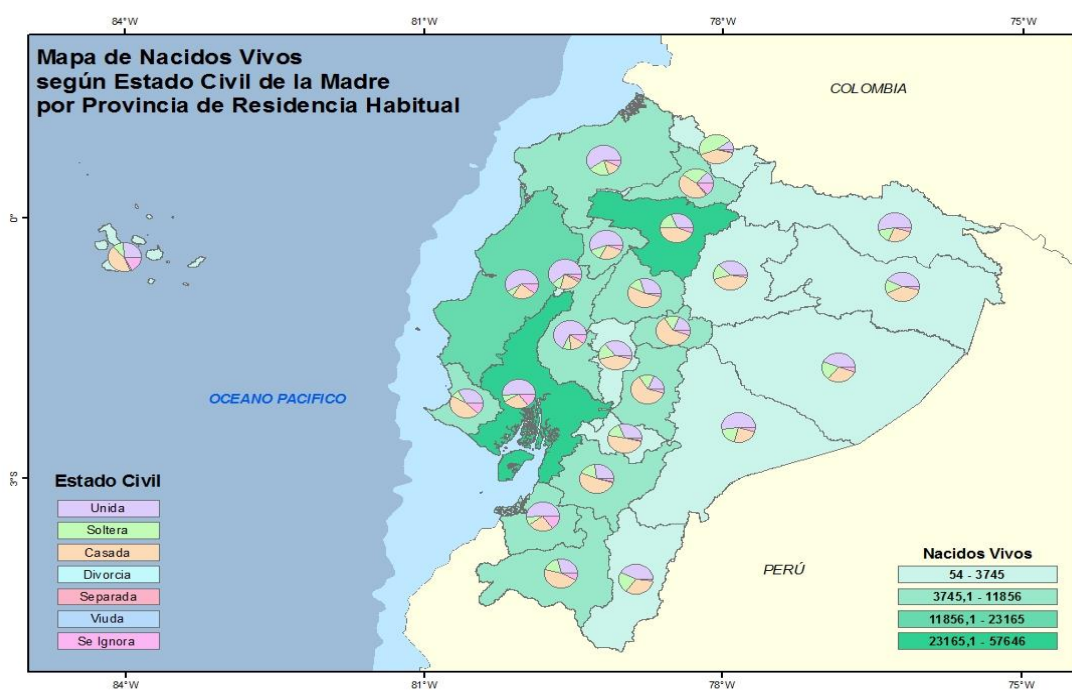 84°W 81°W 78°W 75°W
Mapa de Nacidos Vivos
según Estado Civil de la Madre
por Provincia de Residencia Habitual
COLOMBIA
0°
OCEANO PACIFICO
3°S
PERÚ
Estado Civil
Unida
Soltera
Casada
Divorcia
Separada
Viuda
Se Ignora
Nacidos Vivos
54 - 3745
3745,1 - 11856
11856,1 - 23165
23165,1 - 57646
84°W 81°W 78°W 75°W